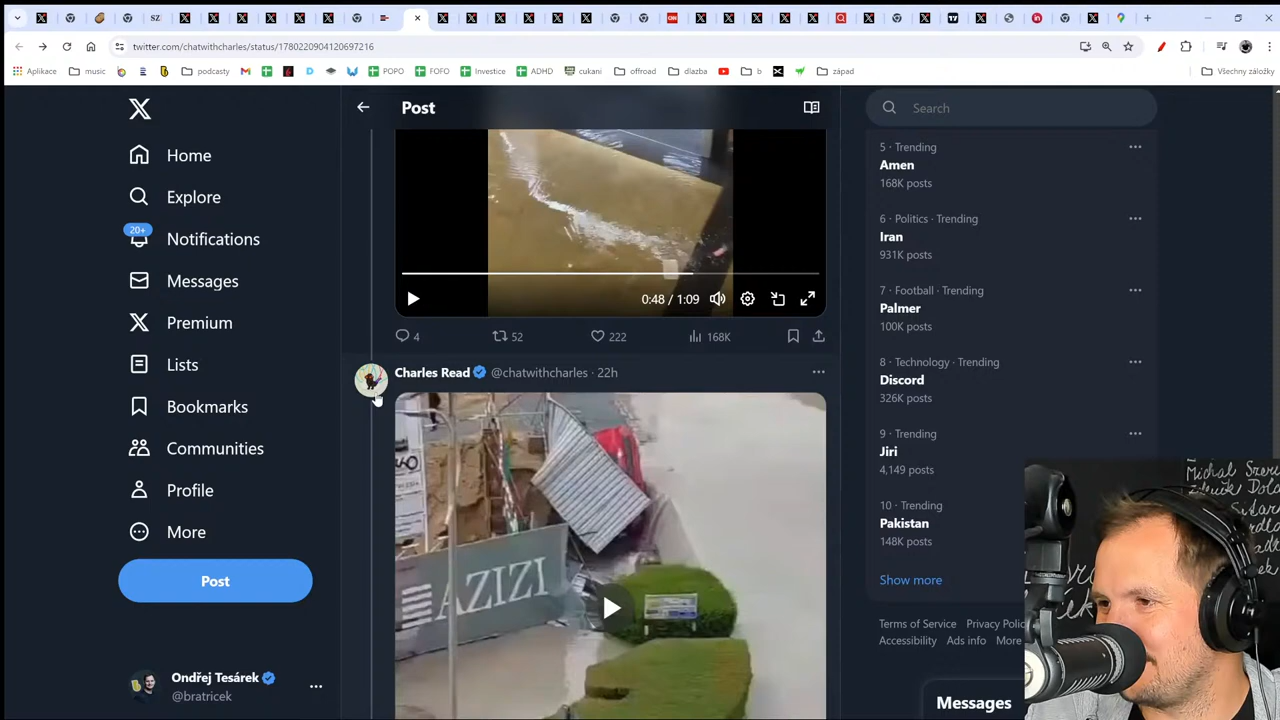 twitter.com/chatwithcharles/status/1780220904120697216
Aplikace
music
podcasty
POPO
FOFO
Investice
ADHD
cukani
offroad
dlazba
b
západ
Všechny záložky
Post
Search
Home
Explore
20+
Notifications
Messages
Premium
Lists
Bookmarks
Communities
Profile
More
Post
Ondřej Tesárek
@bratricek
0:48 / 1:09
4
52
222
168K
Charles Read @chatwithcharles · 22h
AZIZI
5 · Trending
Amen
168K posts
6 · Politics · Trending
Iran
931K posts
7 · Football · Trending
Palmer
100K posts
8 · Technology · Trending
Discord
326K posts
9 · Trending
Jiri
4,149 posts
10 · Trending
Pakistan
148K posts
Show more
Terms of Service Privacy
Accessibility Ads info More
Messages
Michal
Zdeněk